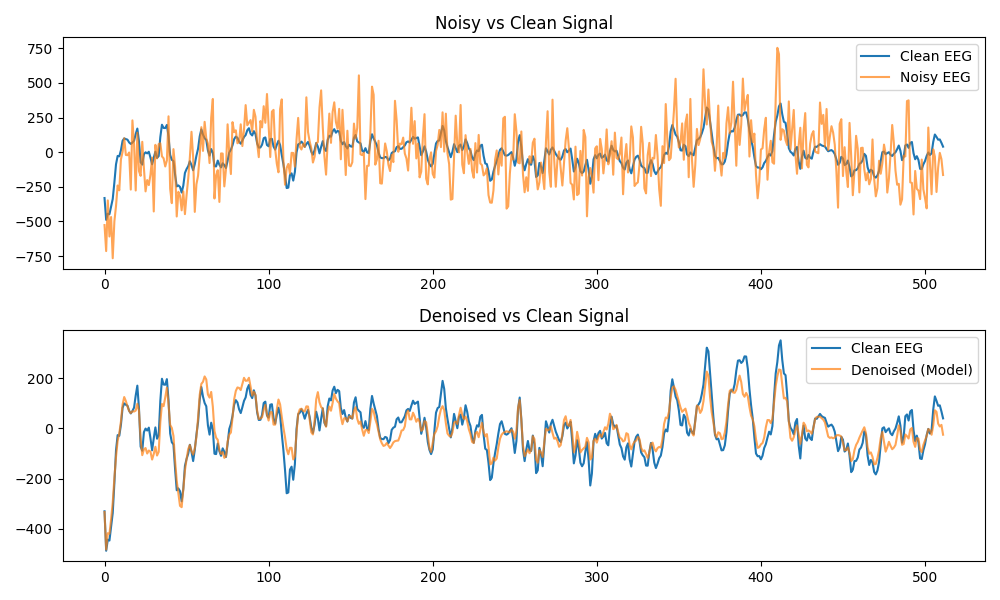 Noisy vs Clean Signal
Clean EEG
Noisy EEG
750
500
250
0
−250
−500
−750
0 100 200 300 400 500
Denoised vs Clean Signal
Clean EEG
Denoised (Model)
200
0
−200
−400
0 100 200 300 400 500